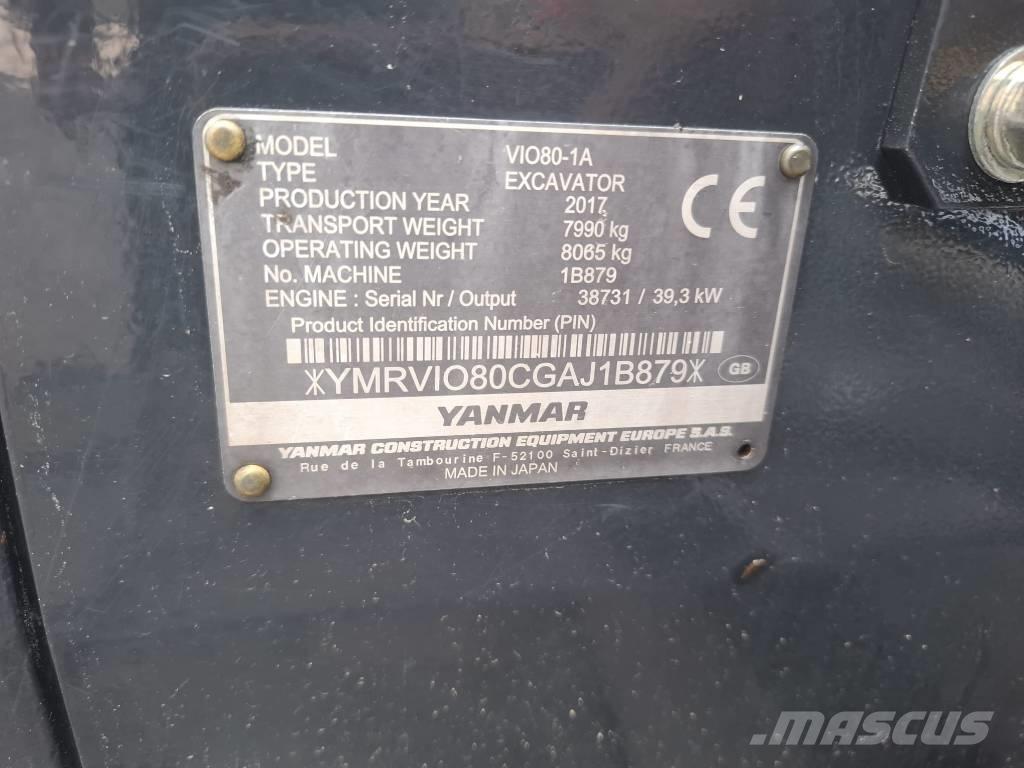 MODEL VIO80-1A
TYPE EXCAVATOR
PRODUCTION YEAR 2017
TRANSPORT WEIGHT 7990 kg
OPERATING WEIGHT 8065 kg
No. MACHINE 1B879
ENGINE : Serial Nr / Output 38731 / 39,3 kW
CE
Product Identification Number (PIN)
*YMRVIO80CGAJ1B879*
GB
YANMAR
YANMAR CONSTRUCTION EQUIPMENT EUROPE S.A.S.
Rue de la Tambourine F-52100 Saint-Dizier FRANCE
MADE IN JAPAN
MASCUS